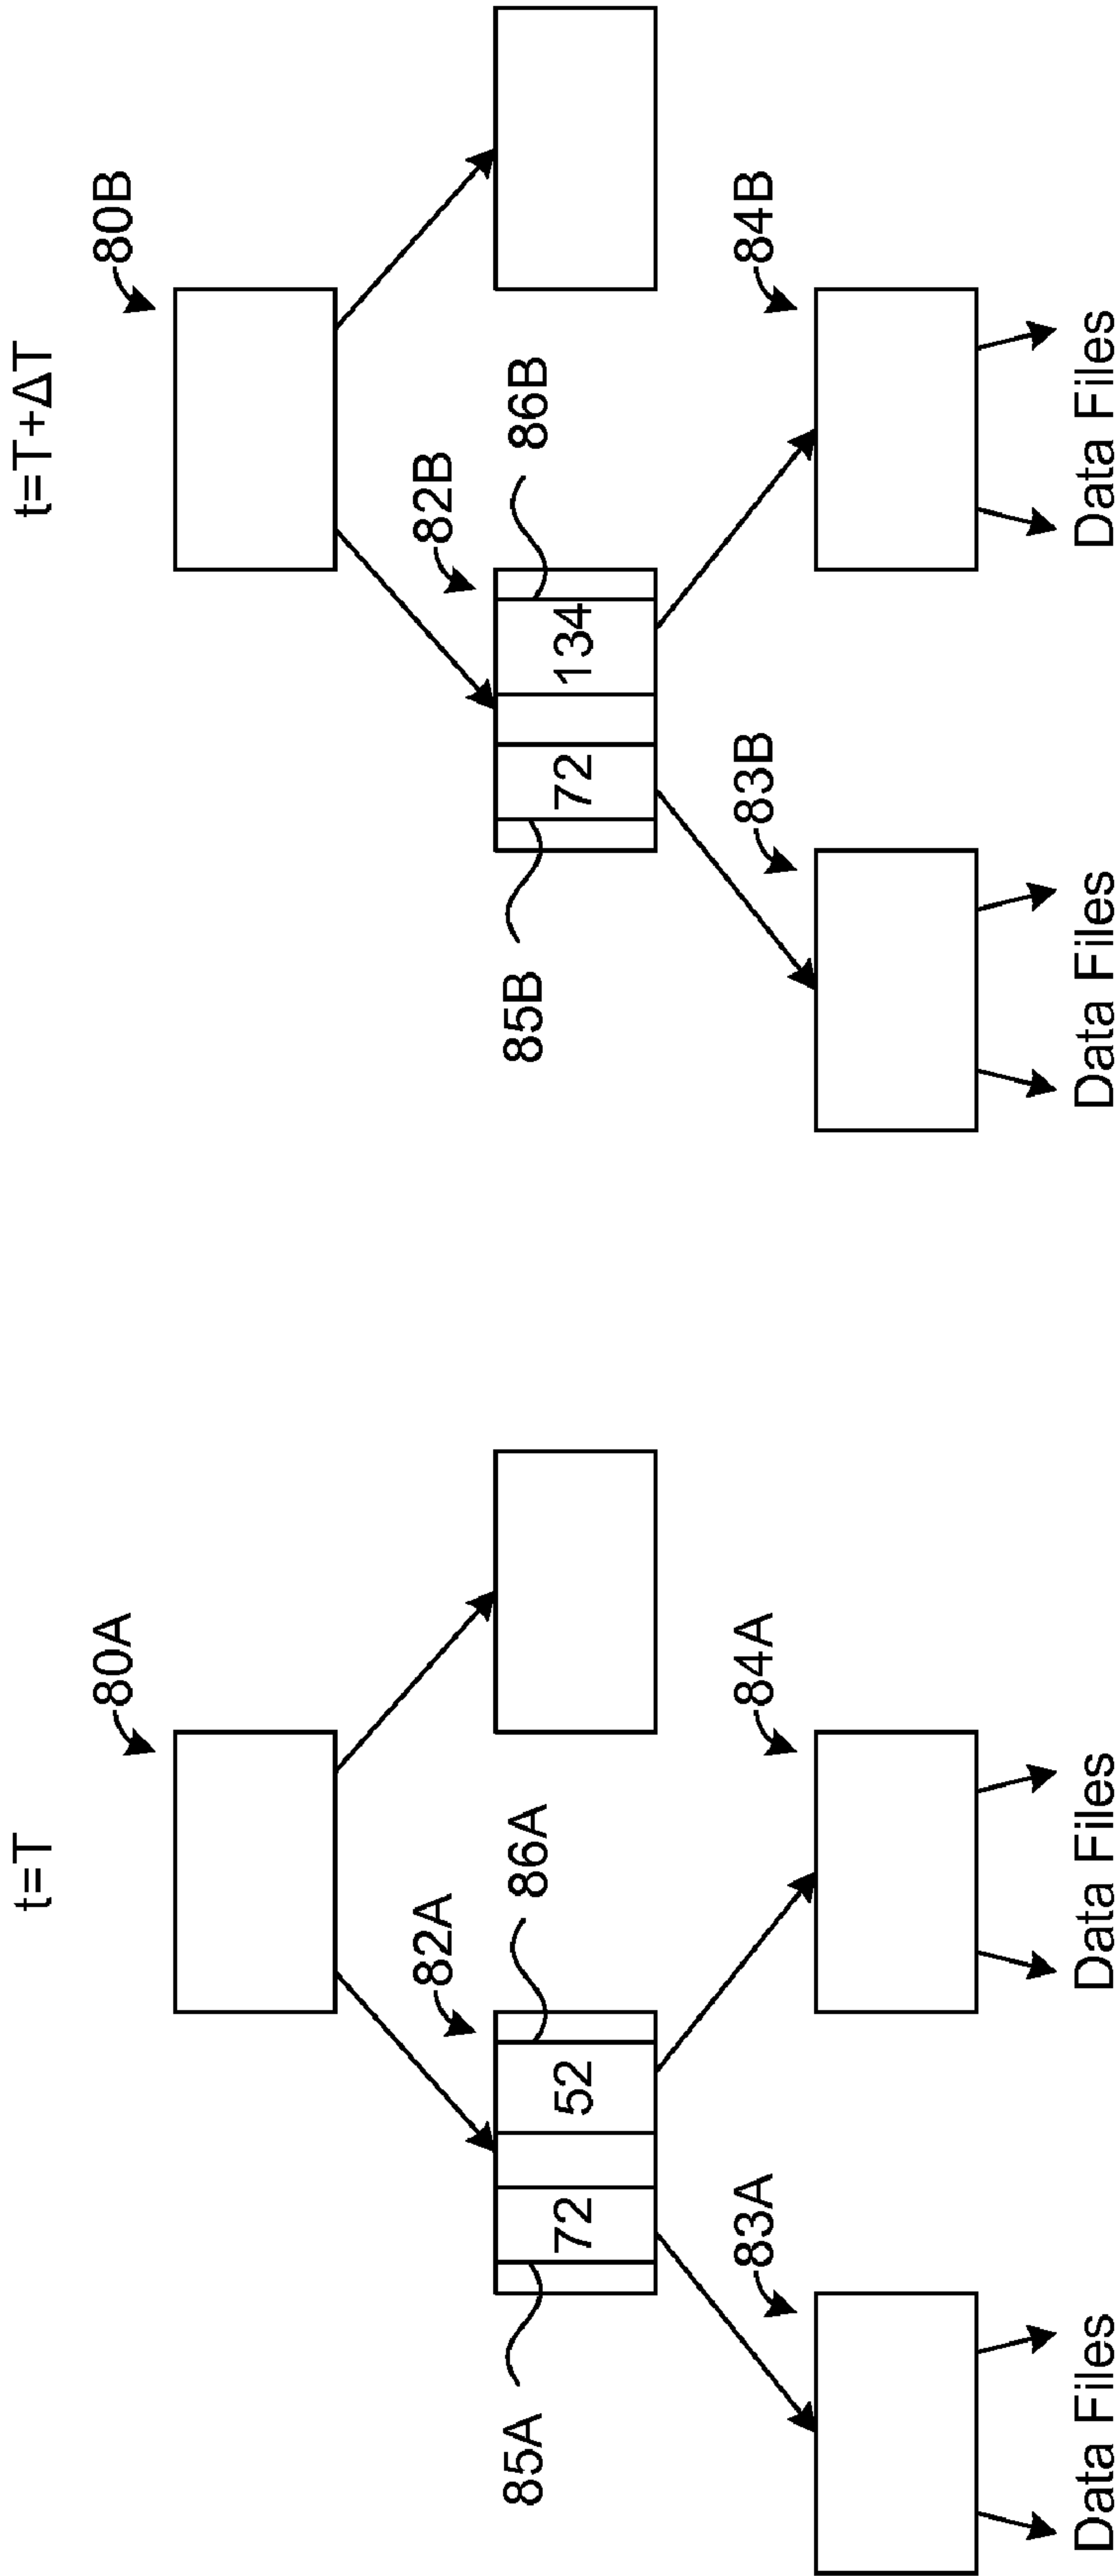 t=T
80A
82A
86A
72
52
85A
83A
84A
Data Files
Data Files
t=T+ΔT
80B
82B
86B
72
134
85B
83B
84B
Data Files
Data Files